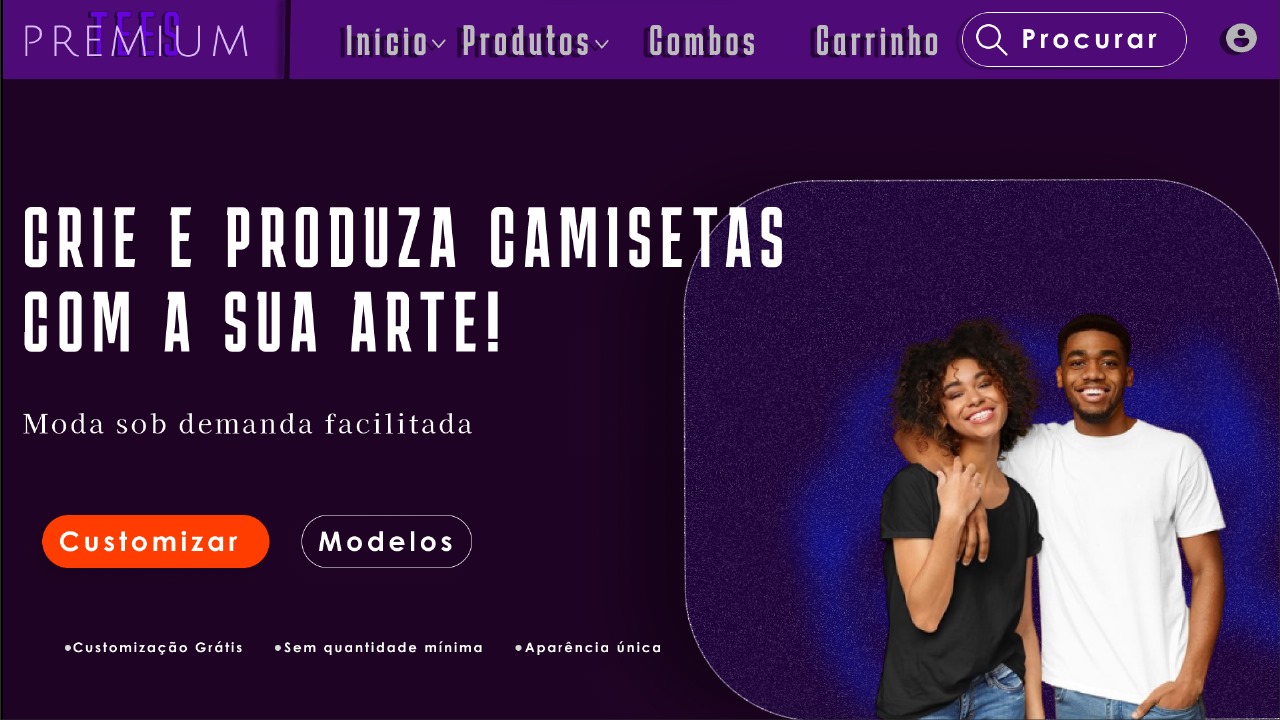 TEES
PREMIUM
Início
Produtos
Combos
Carrinho
Procurar
CRIE E PRODUZA CAMISETAS
COM A SUA ARTE!
Moda sob demanda facilitada
Customizar
Modelos
•Customização Grátis
•Sem quantidade mínima
•Aparência única